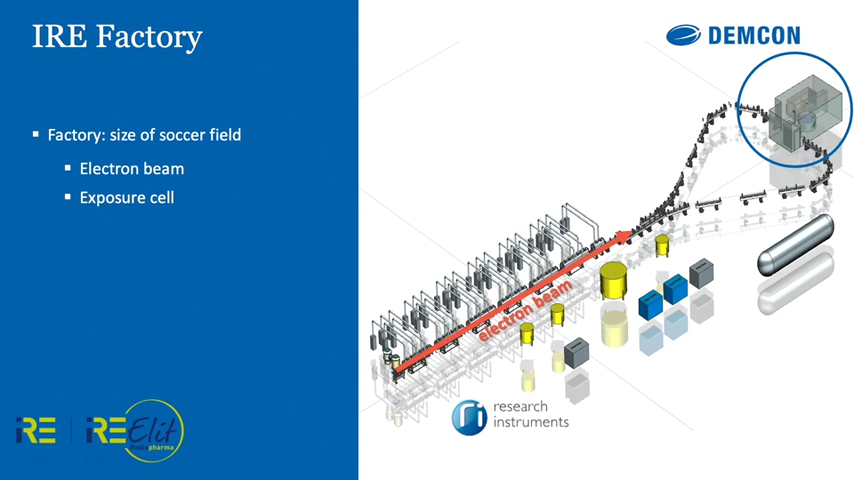 IRE Factory
DEMCON
Factory: size of soccer field
Electron beam
Exposure cell
electron beam
research
instruments
iRE
iRE Elit
Radiopharma